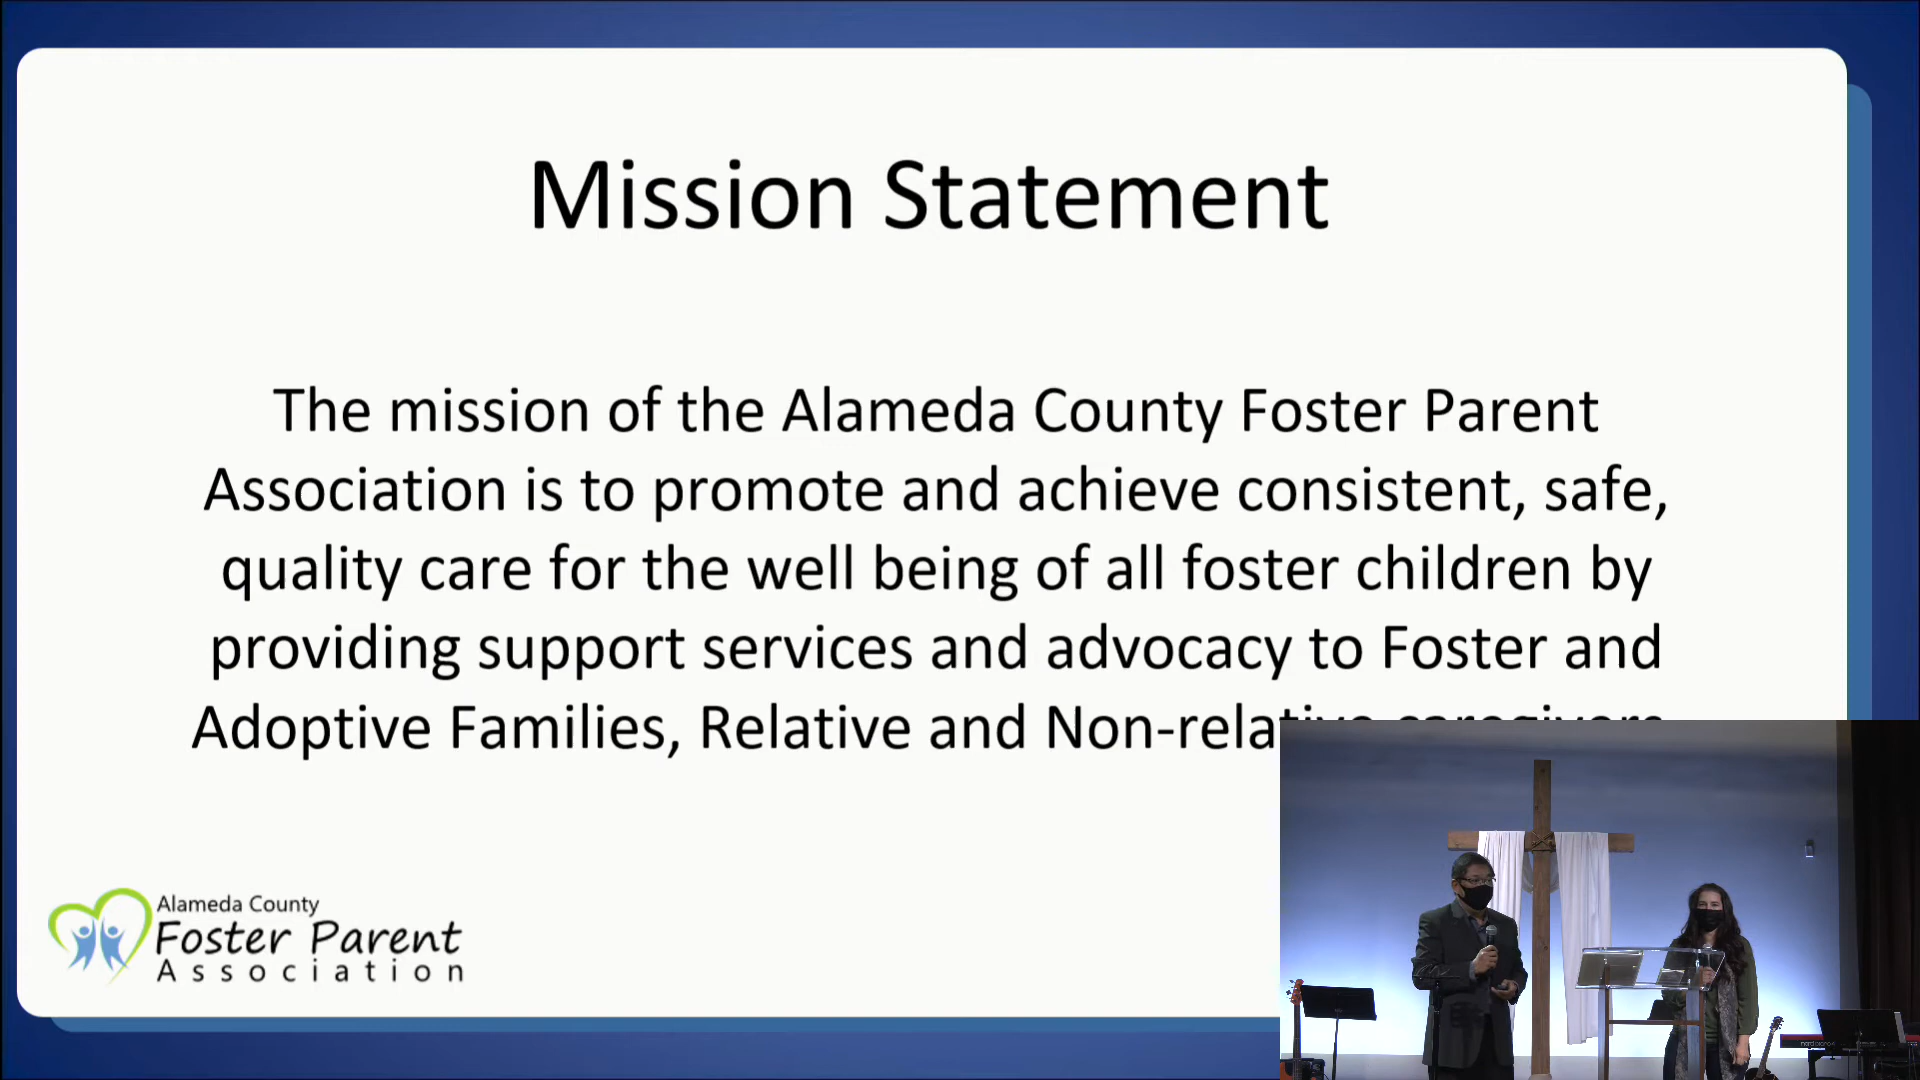 Mission Statement
The mission of the Alameda County Foster Parent
Association is to promote and achieve consistent, safe,
quality care for the well being of all foster children by
providing support services and advocacy to Foster and
Adoptive Families, Relative and Non-relative caregivers
Alameda County
Foster Parent
Association